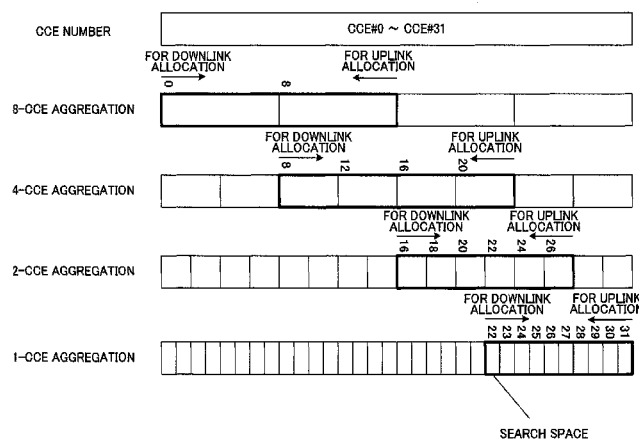 CCE NUMBER
CCE#0 ~ CCE#31
FOR DOWNLINK
ALLOCATION
FOR UPLINK
ALLOCATION
0 8
8-CCE AGGREGATION
FOR DOWNLINK
ALLOCATION
FOR UPLINK
ALLOCATION
8 12 16 20
4-CCE AGGREGATION
FOR DOWNLINK
ALLOCATION
FOR UPLINK
ALLOCATION
16 18 20 22 24 26
2-CCE AGGREGATION
FOR DOWNLINK
ALLOCATION
FOR UPLINK
ALLOCATION
22 23 24 25 26 27 28 29 30 31
1-CCE AGGREGATION
SEARCH SPACE